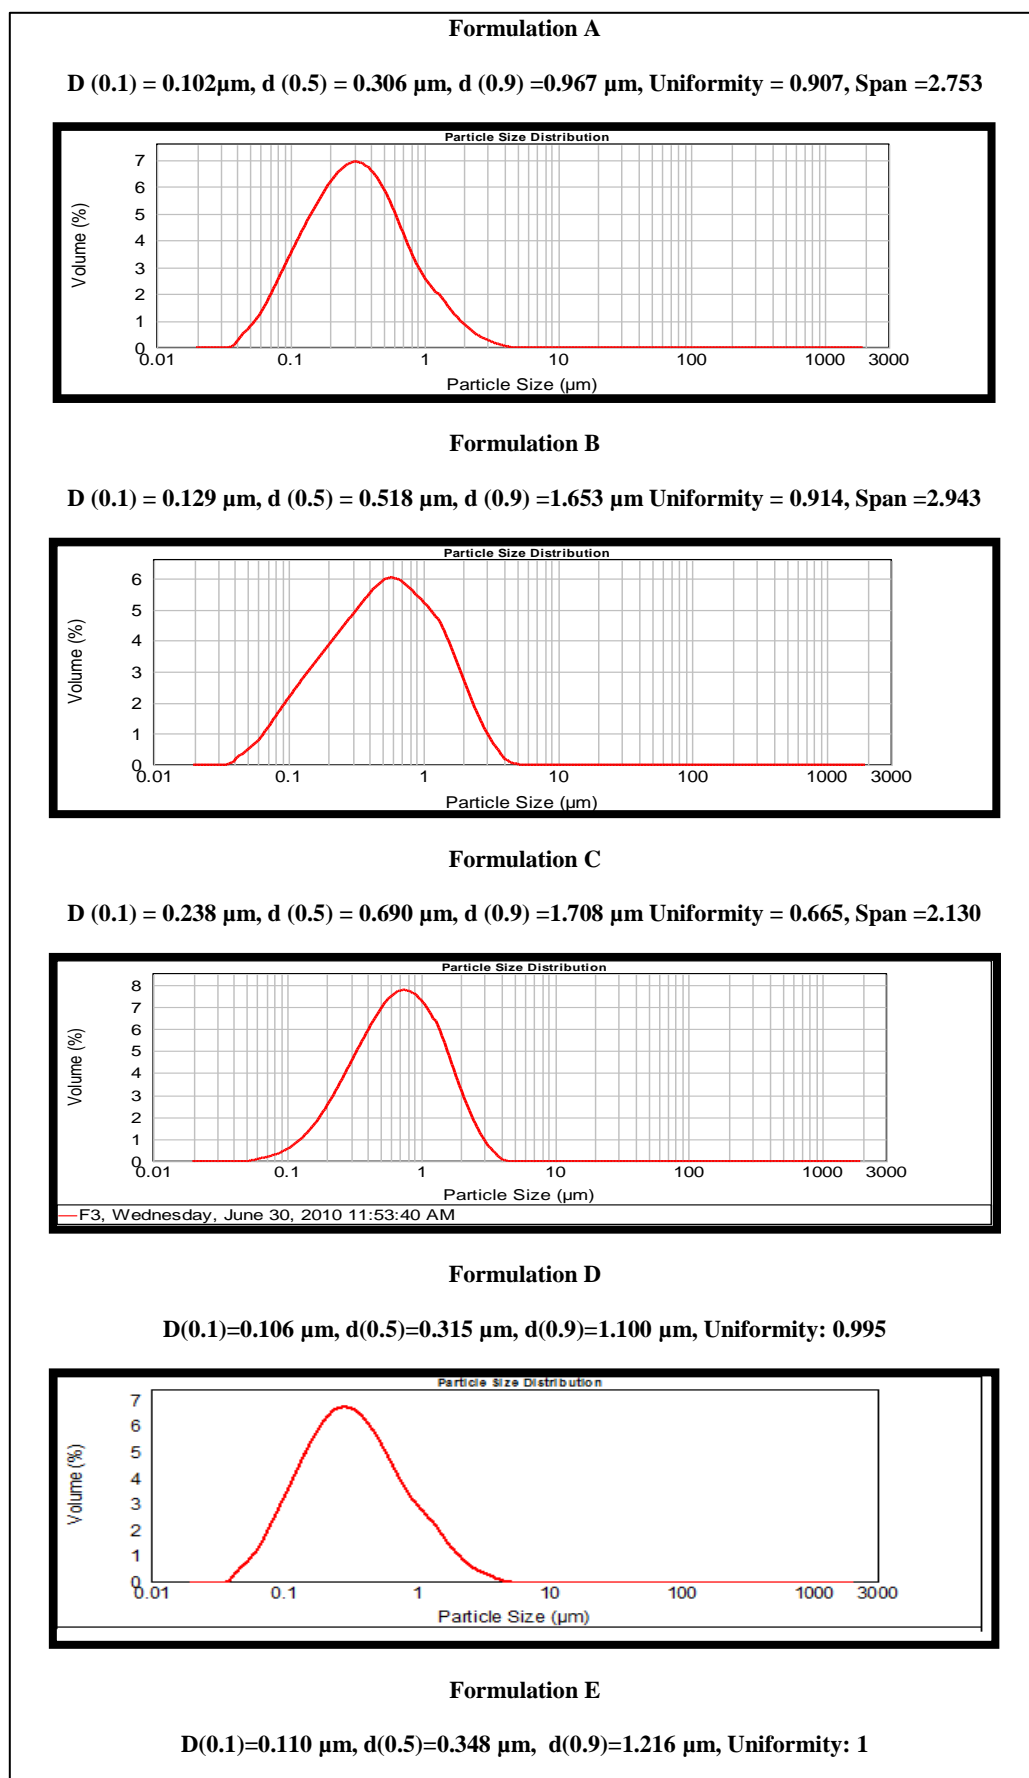 Formulation A
D (0.1) = 0.102µm, d (0.5) = 0.306 µm, d (0.9) =0.967 µm, Uniformity = 0.907, Span =2.753
Particle Size Distribution
Volume (%)
7
6
5
4
3
2
1
0
0.01 0.1 1 10 100 1000 3000
Particle Size (µm)
Formulation B
D (0.1) = 0.129 µm, d (0.5) = 0.518 µm, d (0.9) =1.653 µm Uniformity = 0.914, Span =2.943
Particle Size Distribution
Volume (%)
6
5
4
3
2
1
0
0.01 0.1 1 10 100 1000 3000
Particle Size (µm)
Formulation C
D (0.1) = 0.238 µm, d (0.5) = 0.690 µm, d (0.9) =1.708 µm Uniformity = 0.665, Span =2.130
Particle Size Distribution
Volume (%)
8
7
6
5
4
3
2
1
0
0.01 0.1 1 10 100 1000 3000
Particle Size (µm)
F3, Wednesday, June 30, 2010 11:53:40 AM
Formulation D
D(0.1)=0.106 µm, d(0.5)=0.315 µm, d(0.9)=1.100 µm, Uniformity: 0.995
Particle Size Distribution
Volume (%)
7
6
5
4
3
2
1
0
0.01 0.1 1 10 100 1000 3000
Particle Size (µm)
Formulation E
D(0.1)=0.110 µm, d(0.5)=0.348 µm, d(0.9)=1.216 µm, Uniformity: 1